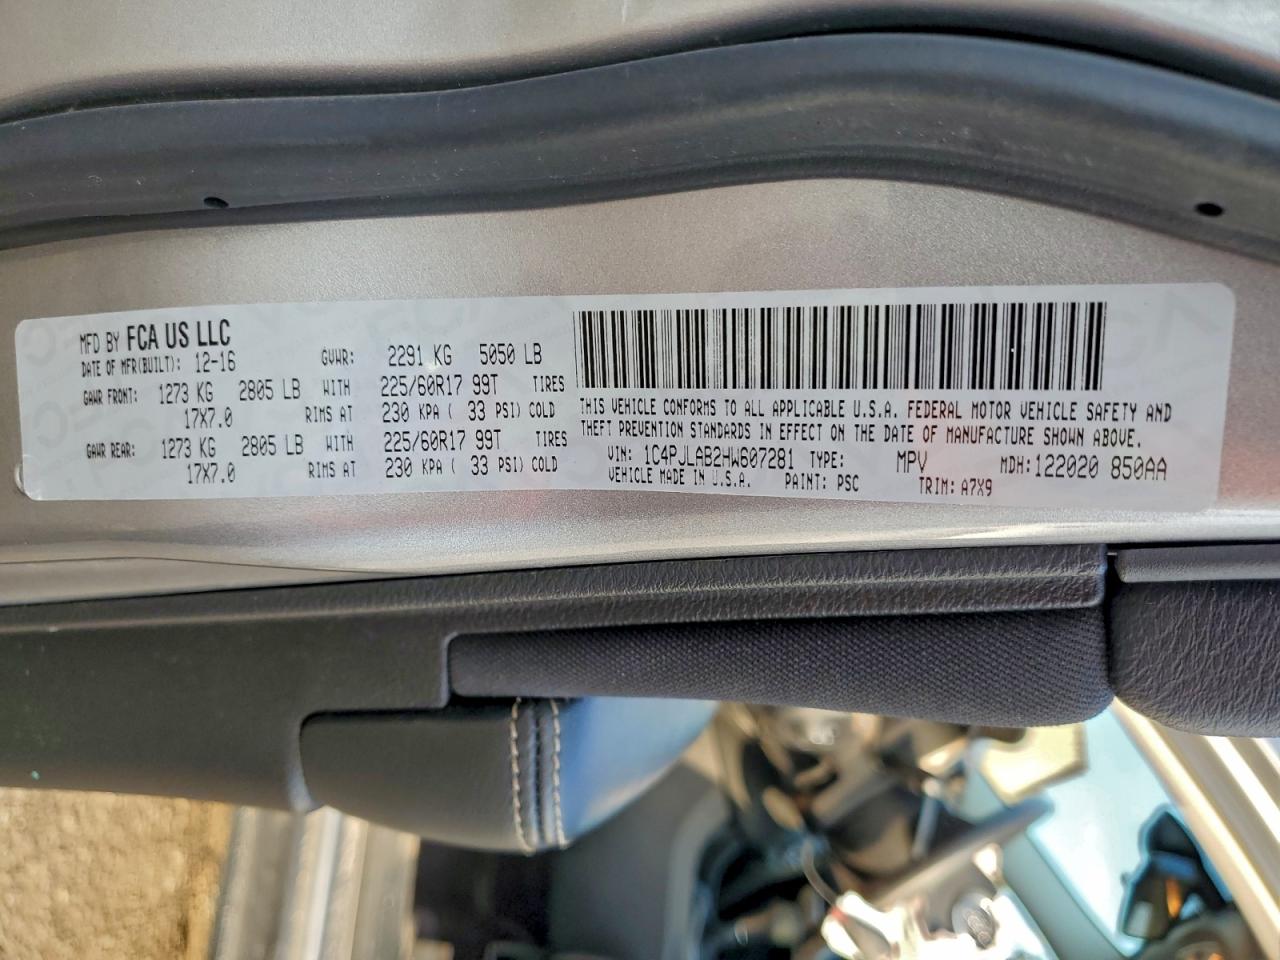 MFD BY FCA US LLC
DATE OF MFR(BUILT): 12-16 GVWR: 2291 KG 5050 LB
GAWR FRONT: 1273 KG 2805 LB WITH 225/60R17 99T TIRES
17X7.0 RIMS AT 230 KPA ( 33 PSI) COLD
GAWR REAR: 1273 KG 2805 LB WITH 225/60R17 99T TIRES
17X7.0 RIMS AT 230 KPA ( 33 PSI) COLD
THIS VEHICLE CONFORMS TO ALL APPLICABLE U.S.A. FEDERAL MOTOR VEHICLE SAFETY AND
THEFT PREVENTION STANDARDS IN EFFECT ON THE DATE OF MANUFACTURE SHOWN ABOVE.
VIN: 1C4PJLAB2HW607281 TYPE: MPV MDH:122020 850AA
VEHICLE MADE IN U.S.A. PAINT: PSC TRIM: A7X9